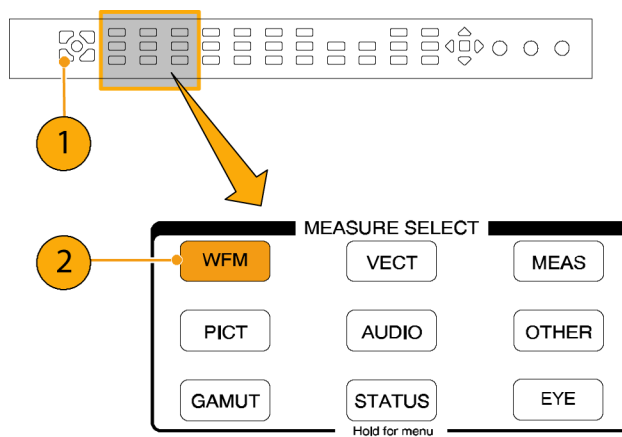 1
MEASURE SELECT
2
WFM VECT MEAS
PICT AUDIO OTHER
GAMUT STATUS EYE
Hold for menu